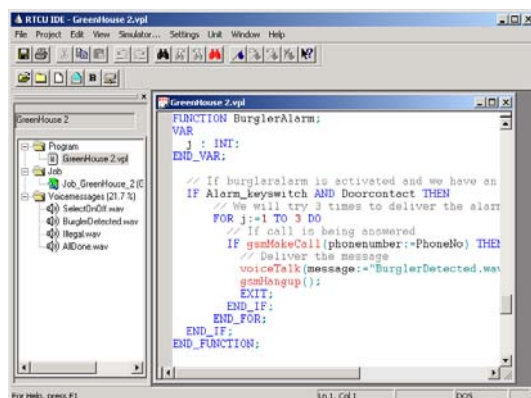 RTCU IDE - GreenHouse 2.vpl
File Project Edit View Simulator... Settings Unit Window Help
GreenHouse 2
Program
GreenHouse 2.vpl
Job
Job_GreenHouse_2 (0
Voicemessages (21.7 %)
SelectOnOff.wav
BurglerDetected.wav
Illegal.wav
AllDone.wav
GreenHouse 2.vpl
FUNCTION BurglerAlarm;
VAR
j : INT;
END_VAR;
// If burglaralarm is activated and we have an
IF Alarm_keyswitch AND Doorcontact THEN
// We will try 3 times to deliver the alarm
FOR j:=1 TO 3 DO
// If call is being answered
IF gsmMakeCall(phonenumber:=PhoneNo) THEN
// Deliver the message
voiceTalk(message:="BurglerDetected.wav
gsmHangup();
EXIT;
END_IF;
END_FOR;
END_IF;
END_FUNCTION;
For Help, press F1
Ln 1, Col 1
DOS